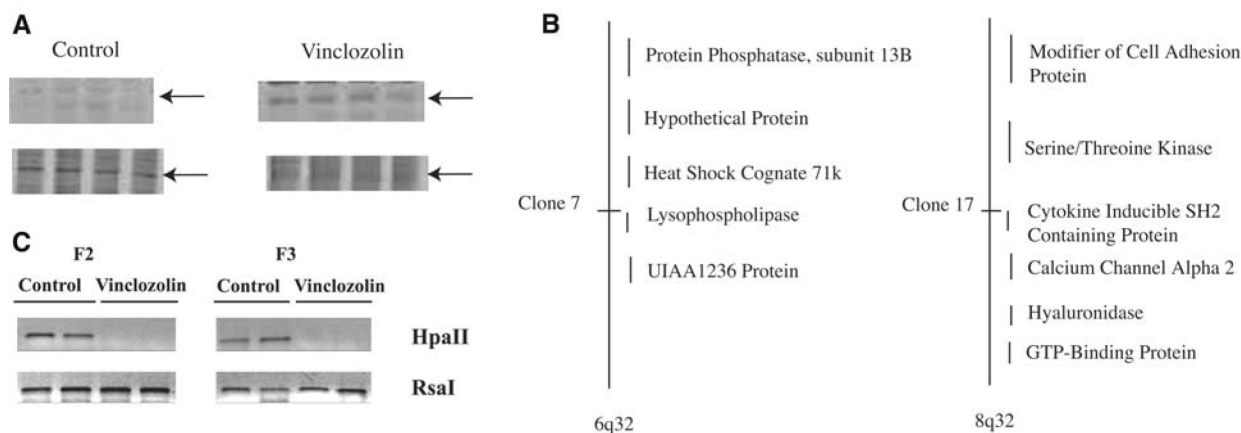 A
Control
Vinclozolin
B
Protein Phosphatase, subunit 13B
Hypothetical Protein
Heat Shock Cognate 71k
Clone 7
Lysophospholipase
UIAA1236 Protein
6q32
Modifier of Cell Adhesion
Protein
Serine/Threoine Kinase
Clone 17
Cytokine Inducible SH2
Containing Protein
Calcium Channel Alpha 2
Hyaluronidase
GTP-Binding Protein
8q32
C
F2
F3
Control Vinclozolin
Control Vinclozolin
HpaII
RsaI